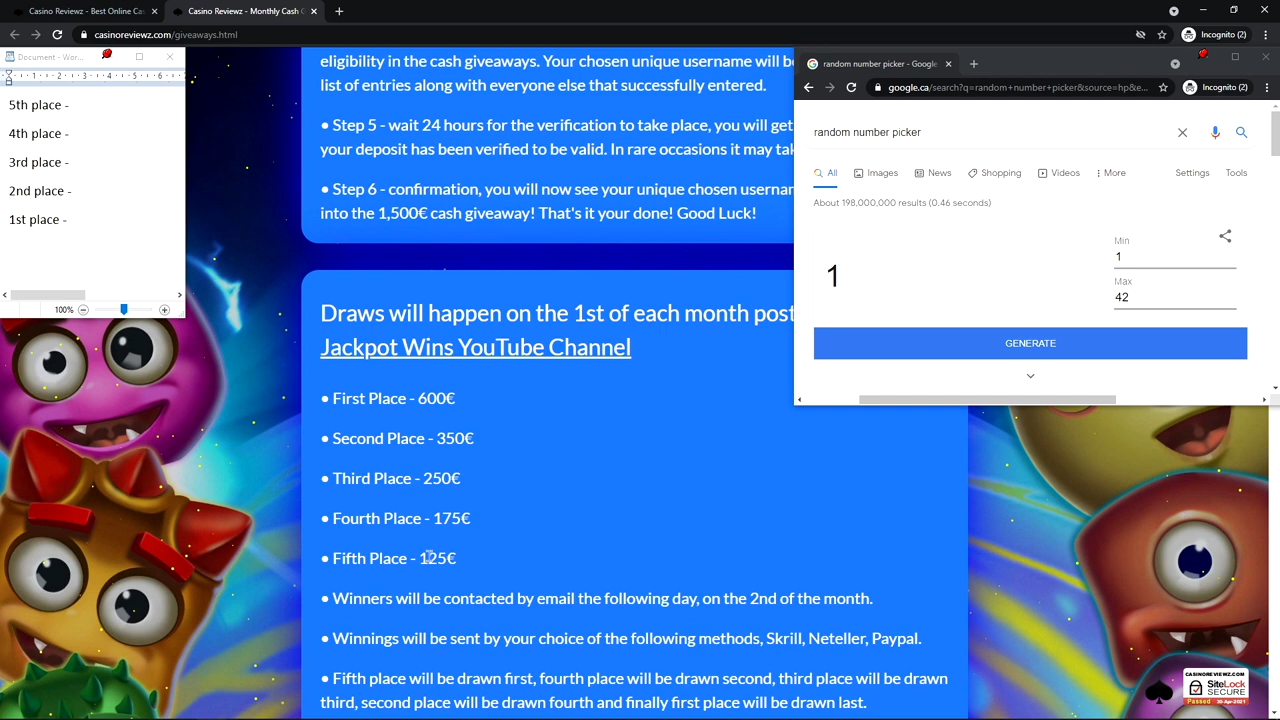 Casino Reviewz - Best Online Cas
Casino Reviewz - Monthly Cash G
casinoreviewz.com/giveaways.html
Incognito (2)
Document - Wor...
1 2 3 4 5 6
5th place -
4th place -
3rd place -
2nd place -
1st place -
100%
eligibility in the cash giveaways. Your chosen unique username will be
list of entries along with everyone else that successfully entered.
• Step 5 - wait 24 hours for the verification to take place, you will get
your deposit has been verified to be valid. In rare occasions it may tak
• Step 6 - confirmation, you will now see your unique chosen usernar
into the 1,500€ cash giveaway! That's it your done! Good Luck!
Draws will happen on the 1st of each month post
Jackpot Wins YouTube Channel
• First Place - 600€
• Second Place - 350€
• Third Place - 250€
• Fourth Place - 175€
• Fifth Place - 125€
• Winners will be contacted by email the following day, on the 2nd of the month.
• Winnings will be sent by your choice of the following methods, Skrill, Neteller, Paypal.
• Fifth place will be drawn first, fourth place will be drawn second, third place will be drawn
third, second place will be drawn fourth and finally first place will be drawn last.
random number picker - Google
google.ca/search?q=random+number+picker&source=hp&e...
Incognito (2)
random number picker
All
Images
News
Shopping
Videos
More
Settings
Tools
About 198,000,000 results (0.46 seconds)
1
Min
1
Max
42
GENERATE
CASINOREVIEWZ.COM
SiteLock
SECURE
Passed 30-Apr-2021